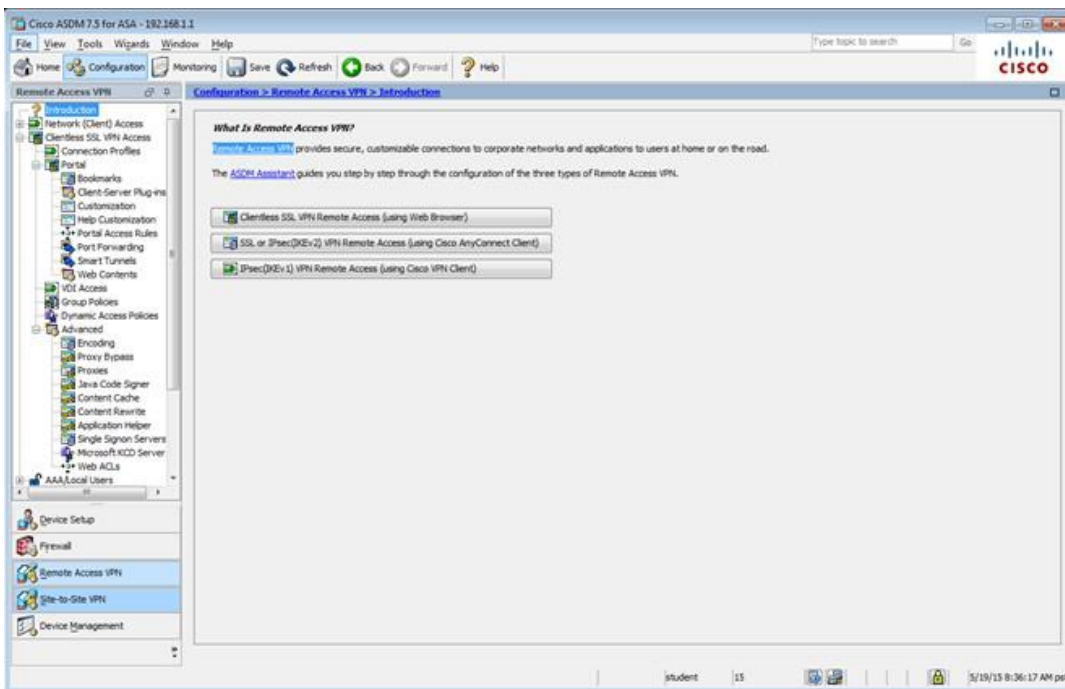 Cisco ASDM 7.5 for ASA - 192.168.1.1
File View Tools Wizards Window Help
Type topic to search Go
Home Configuration Monitoring Save Refresh Back Forward Help
CISCO
Remote Access VPN
Configuration > Remote Access VPN > Introduction
Introduction
Network (Client) Access
Clientless SSL VPN Access
Connection Profiles
Portal
Bookmarks
Client-Server Plug-ins
Customization
Help Customization
Portal Access Rules
Port Forwarding
Smart Tunnels
Web Contents
VDI Access
Group Policies
Dynamic Access Policies
Advanced
Encoding
Proxy Bypass
Proxies
Java Code Signer
Content Cache
Content Rewrite
Application Helper
Single Signon Servers
Microsoft KCD Server
Web ACLs
AAA/Local Users
Device Setup
Firewall
Remote Access VPN
Site-to-Site VPN
Device Management
What Is Remote Access VPN?
Remote Access VPN provides secure, customizable connections to corporate networks and applications to users at home or on the road.
The ASDM Assistant guides you step by step through the configuration of the three types of Remote Access VPN.
Clientless SSL VPN Remote Access (using Web Browser)
SSL or IPsec(IKEv2) VPN Remote Access (using Cisco AnyConnect Client)
IPsec(IKEv1) VPN Remote Access (using Cisco VPN Client)
student 15 5/19/15 8:36:17 AM ps